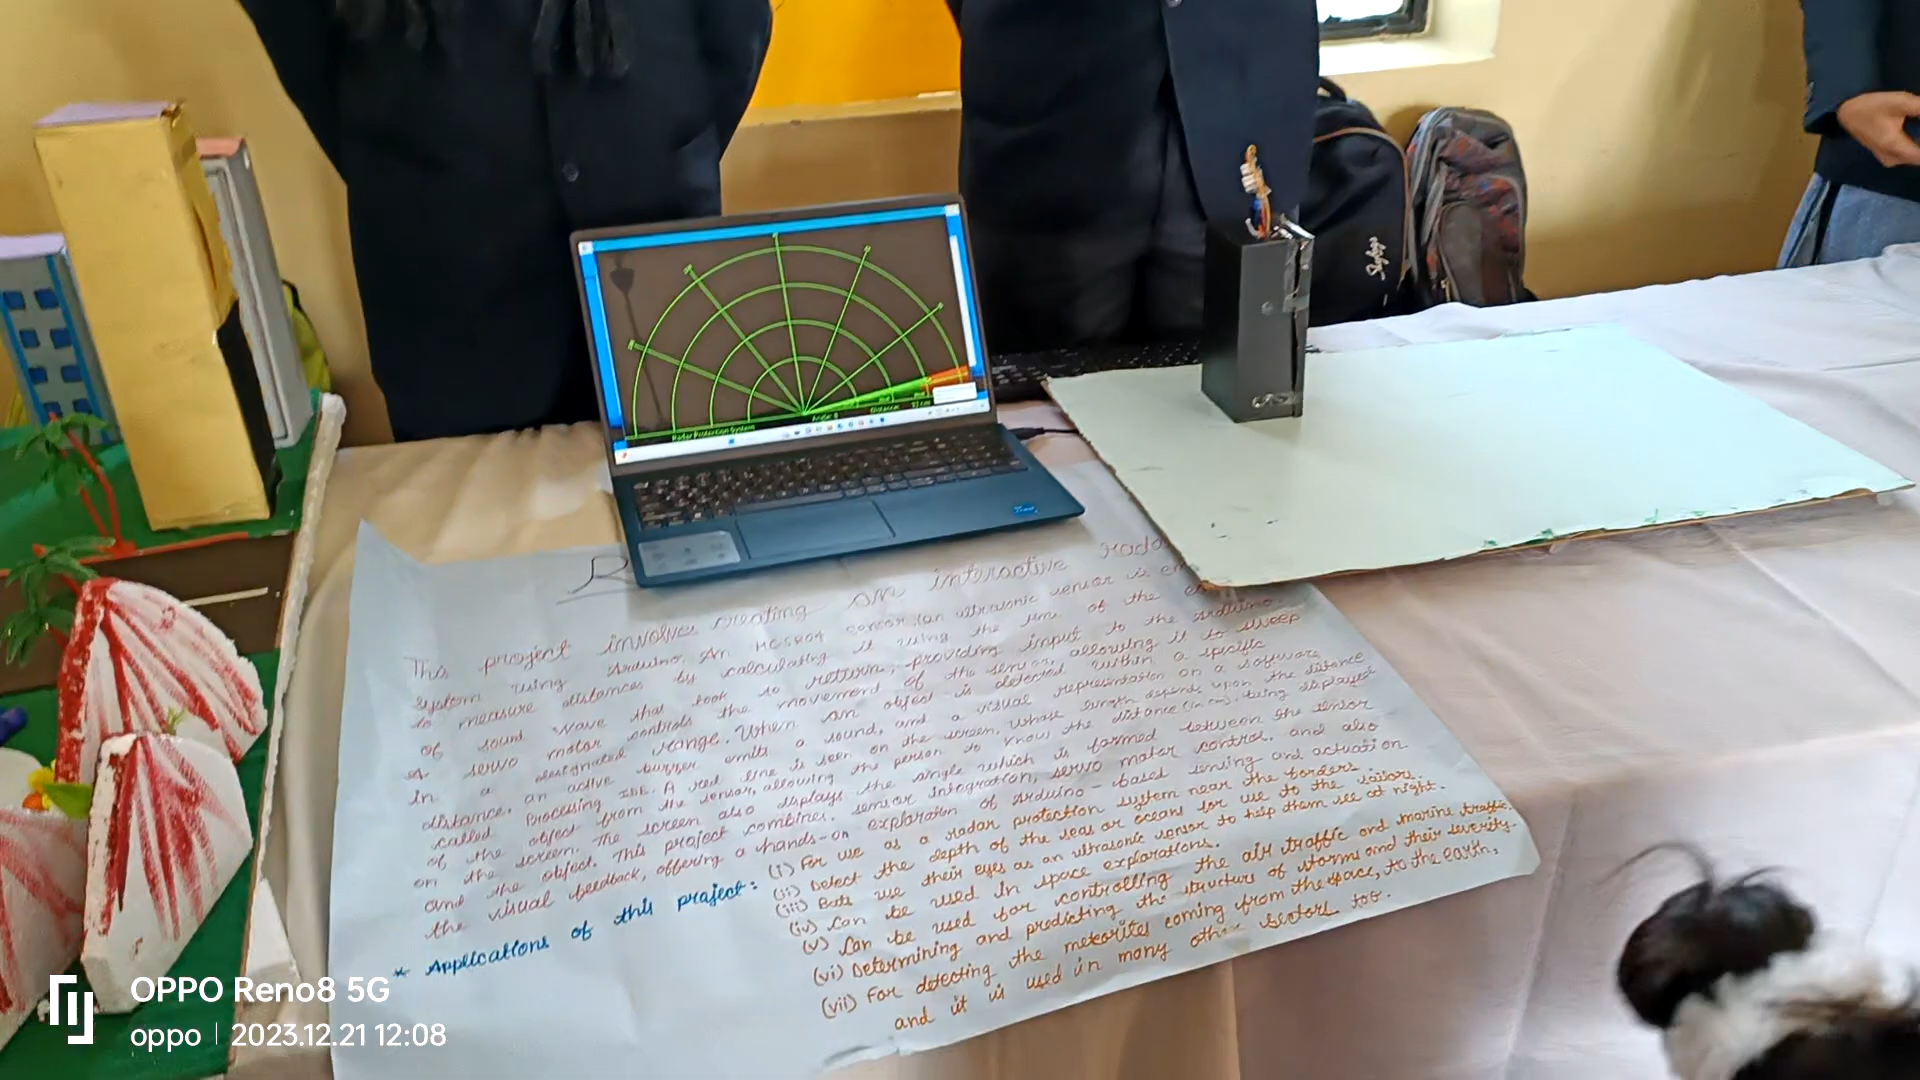 Radar Protection System
R
This project involves creating an interactive radar
system using Arduino. An HCSR04 sensor (an ultrasonic sensor is
to measure distances by calculating it using the time of the
of sound wave that took to retturn, providing input to the Arduino.
A servo motor controls the movement of the sensor allowing it to sweep
in a designated range. When an object is detected within a specific
distance, an active buzzer emits a sound, and a visual representation on a software
called Processing IDE. A red line is seen on the screen, whose length depends upon the distance
of the object from the sensor, allowing the person to know the distance (in cm), being displayed
on the screen. The screen also displays the angle which is formed between the sensor
and the object. This project combines sensor integration, servo motor control, and also
the visual feedback, offering a hands-on exploration of Arduino-based sensing and actuation
* Applications of this project:
(i) For use as a radar protection system near the borders
(ii) Detect the depth of the seas or oceans for use to the sailors.
(iii) Bats use their eyes as an ultrasonic sensor to help them see at night.
(iv) Can be used in space explorations.
(v) Can be used for controlling the air traffic and marine traffic.
(vi) Determining and predicting the structure of storms and their severity.
(vii) For detecting the meteorites coming from the space, to the earth,
and it is used in many other sectors too.
Skybags
OPPO Reno8 5G
oppo | 2023.12.21 12:08